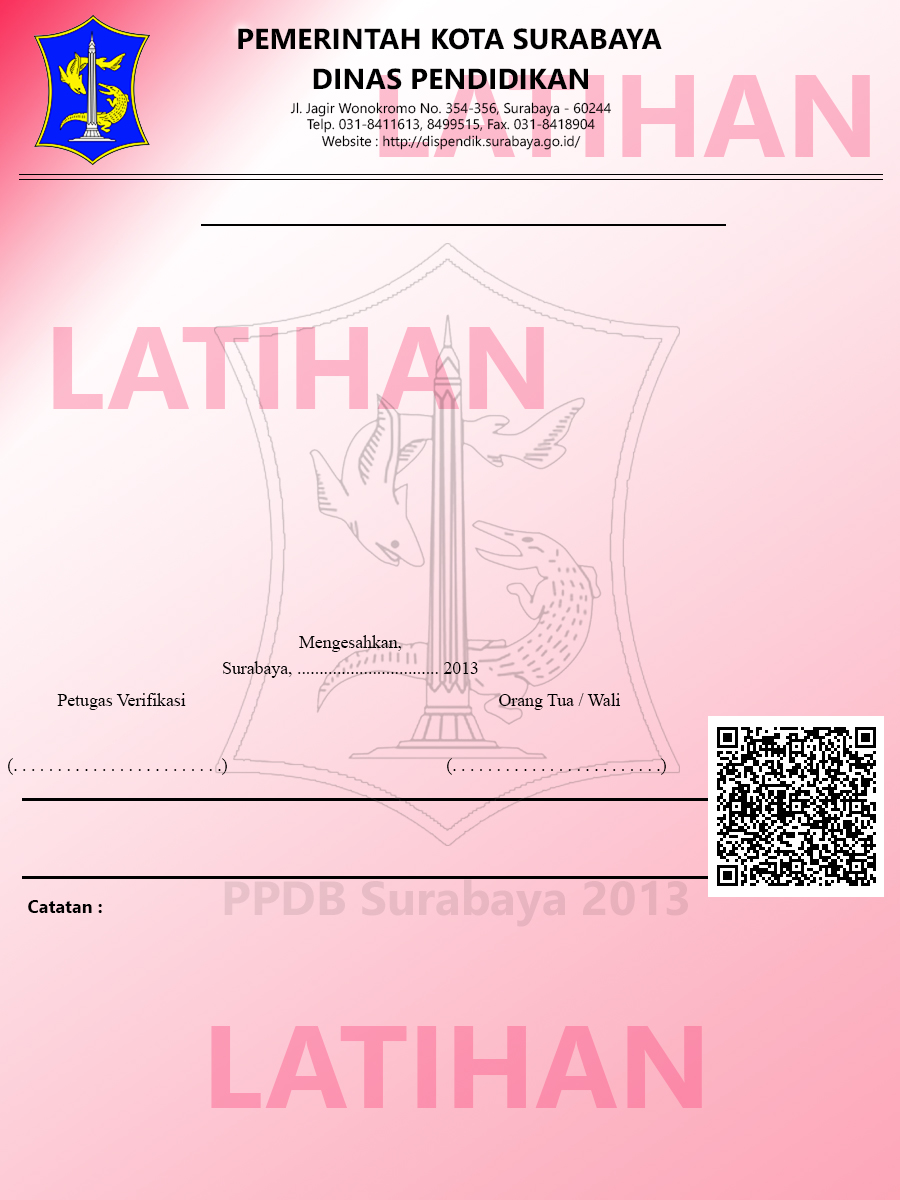 PEMERINTAH KOTA SURABAYA
DINAS PENDIDIKAN
Jl. Jagir Wonokromo No. 354-356, Surabaya - 60244
Telp. 031-8411613, 8499515, Fax. 031-8418904
Website : http://dispendik.surabaya.go.id/
LATIHAN
LATIHAN
Mengesahkan,
Surabaya, ................................ 2013
Petugas Verifikasi Orang Tua / Wali
(. . . . . . . . . . . . . . . . . . . . . . . .) (. . . . . . . . . . . . . . . . . . . . . . . .)
PPDB Surabaya 2013
Catatan :
LATIHAN